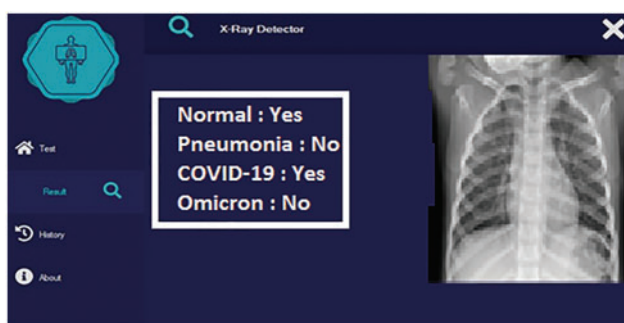 X-Ray Detector
Normal : Yes
Pneumonia : No
COVID-19 : Yes
Omicron : No
Test
Result
History
About